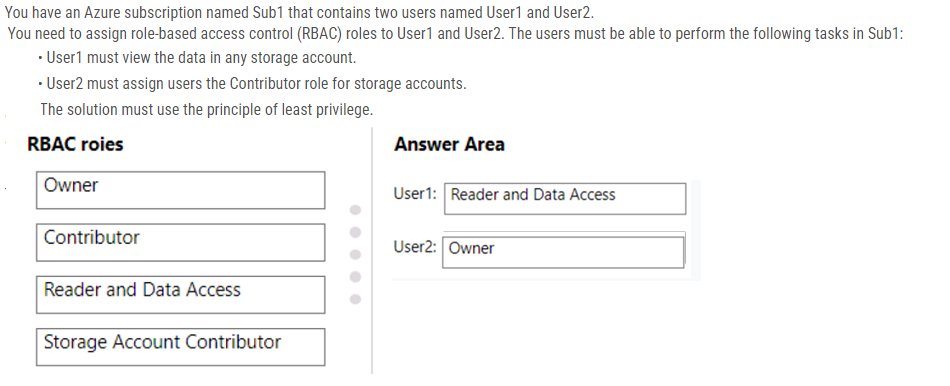 You have an Azure subscription named Sub1 that contains two users named User1 and User2.
You need to assign role-based access control (RBAC) roles to User1 and User2. The users must be able to perform the following tasks in Sub1:
• User1 must view the data in any storage account.
• User2 must assign users the Contributor role for storage accounts.
The solution must use the principle of least privilege.
RBAC roies
Owner
Contributor
Reader and Data Access
Storage Account Contributor
Answer Area
User1: Reader and Data Access
User2: Owner